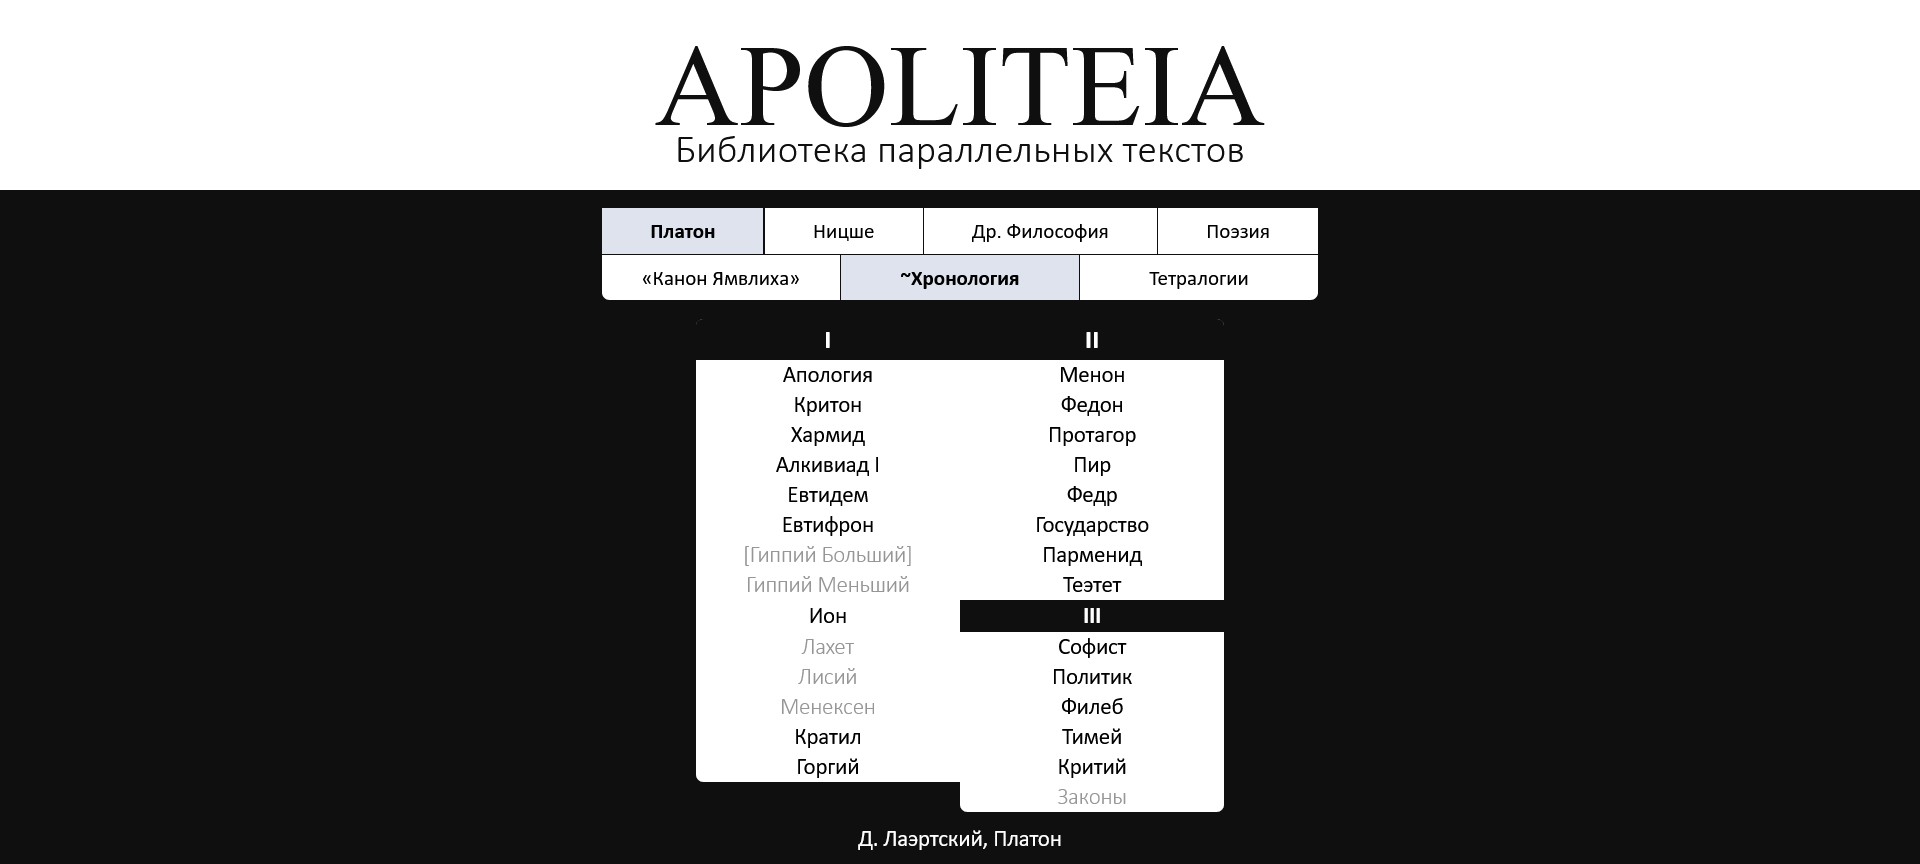 APOLITEIA
Библиотека параллельных текстов
Платон Ницше Др. Философия Поэзия
«Канон Ямвлиха» ~Хронология Тетралогии
I
Апология
Критон
Хармид
Алкивиад I
Евтидем
Евтифрон
[Гиппий Больший]
Гиппий Меньший
Ион
Лахет
Лисий
Менексен
Кратил
Горгий
II
Менон
Федон
Протагор
Пир
Федр
Государство
Парменид
Теэтет
III
Софист
Политик
Филеб
Тимей
Критий
Законы
Д. Лаэртский, Платон